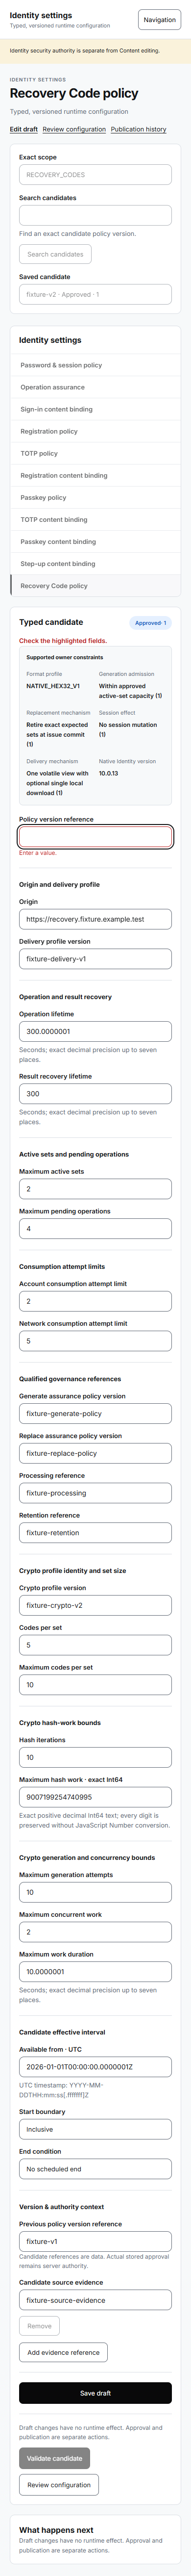 Identity settings
Typed, versioned runtime configuration
Navigation
Identity security authority is separate from Content editing.
IDENTITY SETTINGS
Recovery Code policy
Typed, versioned runtime configuration
Edit draft Review configuration Publication history
Exact scope
RECOVERY_CODES
Search candidates
Find an exact candidate policy version.
Search candidates
Saved candidate
fixture-v2 · Approved · 1
Identity settings
Password & session policy
Operation assurance
Sign-in content binding
Registration policy
TOTP policy
Registration content binding
Passkey policy
TOTP content binding
Passkey content binding
Step-up content binding
Recovery Code policy
Typed candidate
Approved· 1
Check the highlighted fields.
Supported owner constraints
Format profile
NATIVE_HEX32_V1
Generation admission
Within approved
active-set capacity (1)
Replacement mechanism
Retire exact expected
sets at issue commit
(1)
Session effect
No session mutation
(1)
Delivery mechanism
One volatile view with
optional single local
download (1)
Native Identity version
10.0.13
Policy version reference
Enter a value.
Origin and delivery profile
Origin
https://recovery.fixture.example.test
Delivery profile version
fixture-delivery-v1
Operation and result recovery
Operation lifetime
300.0000001
Seconds; exact decimal precision up to seven
places.
Result recovery lifetime
300
Seconds; exact decimal precision up to seven
places.
Active sets and pending operations
Maximum active sets
2
Maximum pending operations
4
Consumption attempt limits
Account consumption attempt limit
2
Network consumption attempt limit
5
Qualified governance references
Generate assurance policy version
fixture-generate-policy
Replace assurance policy version
fixture-replace-policy
Processing reference
fixture-processing
Retention reference
fixture-retention
Crypto profile identity and set size
Crypto profile version
fixture-crypto-v2
Codes per set
5
Maximum codes per set
10
Crypto hash-work bounds
Hash iterations
10
Maximum hash work · exact Int64
9007199254740995
Exact positive decimal Int64 text; every digit is
preserved without JavaScript Number conversion.
Crypto generation and concurrency bounds
Maximum generation attempts
10
Maximum concurrent work
2
Maximum work duration
10.0000001
Seconds; exact decimal precision up to seven
places.
Candidate effective interval
Available from · UTC
2026-01-01T00:00:00.0000001Z
UTC timestamp: YYYY-MM-
DDTHH:mm:ss[.fffffff]Z
Start boundary
Inclusive
End condition
No scheduled end
Version & authority context
Previous policy version reference
fixture-v1
Candidate references are data. Actual stored approval
remains server authority.
Candidate source evidence
fixture-source-evidence
Remove
Add evidence reference
Save draft
Draft changes have no runtime effect. Approval and
publication are separate actions.
Validate candidate
Review configuration
What happens next
Draft changes have no runtime effect. Approval and
publication are separate actions.